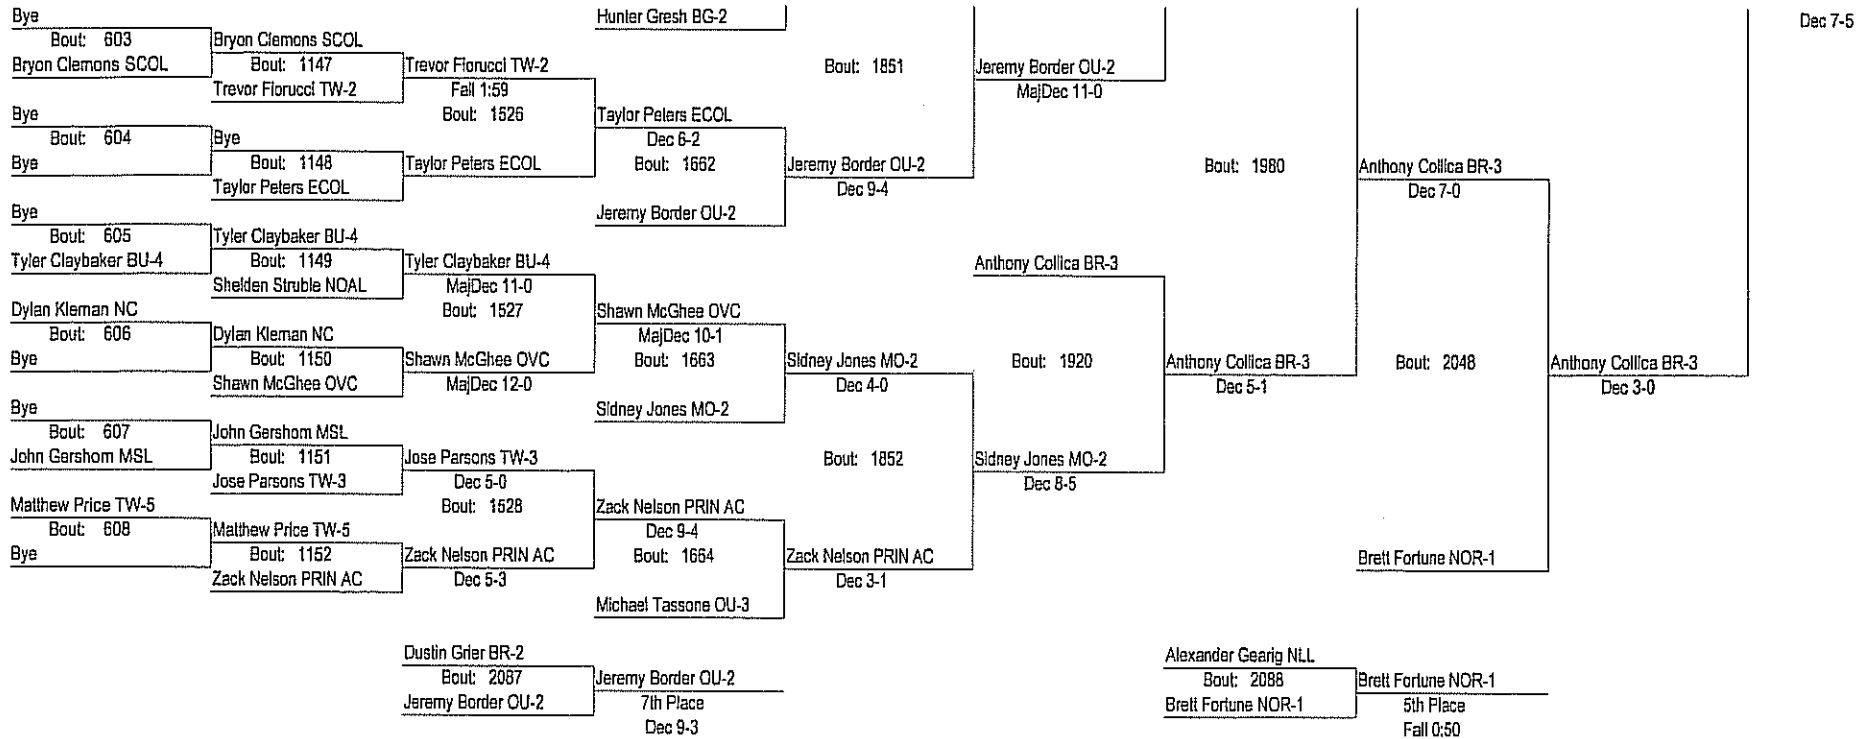 Bye
Bout: 603
Bryon Clemons SCOL
Bye
Bout: 604
Bye
Bye
Bout: 605
Tyler Claybaker BU-4
Dylan Kleman NC
Bout: 606
Bye
Bye
Bout: 607
John Gershom MSL
Matthew Price TW-5
Bout: 608
Bye
Bryon Clemons SCOL
Bout: 1147
Trevor Fiorucci TW-2
Bye
Bout: 1148
Taylor Peters ECOL
Tyler Claybaker BU-4
Bout: 1149
Shelden Struble NOAL
Dylan Kleman NC
Bout: 1150
Shawn McGhee OVC
John Gershom MSL
Bout: 1151
Jose Parsons TW-3
Matthew Price TW-5
Bout: 1152
Zack Nelson PRIN AC
Trevor Fiorucci TW-2
Fall 1:59
Bout: 1526
Taylor Peters ECOL
Tyler Claybaker BU-4
MajDec 11-0
Bout: 1527
Shawn McGhee OVC
MajDec 12-0
Jose Parsons TW-3
Dec 5-0
Bout: 1528
Zack Nelson PRIN AC
Dec 5-3
Hunter Gresh BG-2
Taylor Peters ECOL
Dec 6-2
Bout: 1662
Jeremy Border OU-2
Shawn McGhee OVC
MajDec 10-1
Bout: 1663
Sidney Jones MO-2
Zack Nelson PRIN AC
Dec 9-4
Bout: 1664
Michael Tassone OU-3
Bout: 1851
Jeremy Border OU-2
Dec 9-4
Sidney Jones MO-2
Dec 4-0
Bout: 1852
Zack Nelson PRIN AC
Dec 3-1
Jeremy Border OU-2
MajDec 11-0
Anthony Collica BR-3
Bout: 1920
Sidney Jones MO-2
Dec 8-5
Bout: 1980
Anthony Collica BR-3
Dec 5-1
Anthony Collica BR-3
Dec 7-0
Bout: 2048
Brett Fortune NOR-1
Anthony Collica BR-3
Dec 3-0
Dec 7-5
Dustin Grier BR-2
Bout: 2087
Jeremy Border OU-2
Jeremy Border OU-2
7th Place
Dec 9-3
Alexander Gearig NLL
Bout: 2088
Brett Fortune NOR-1
Brett Fortune NOR-1
5th Place
Fall 0:50